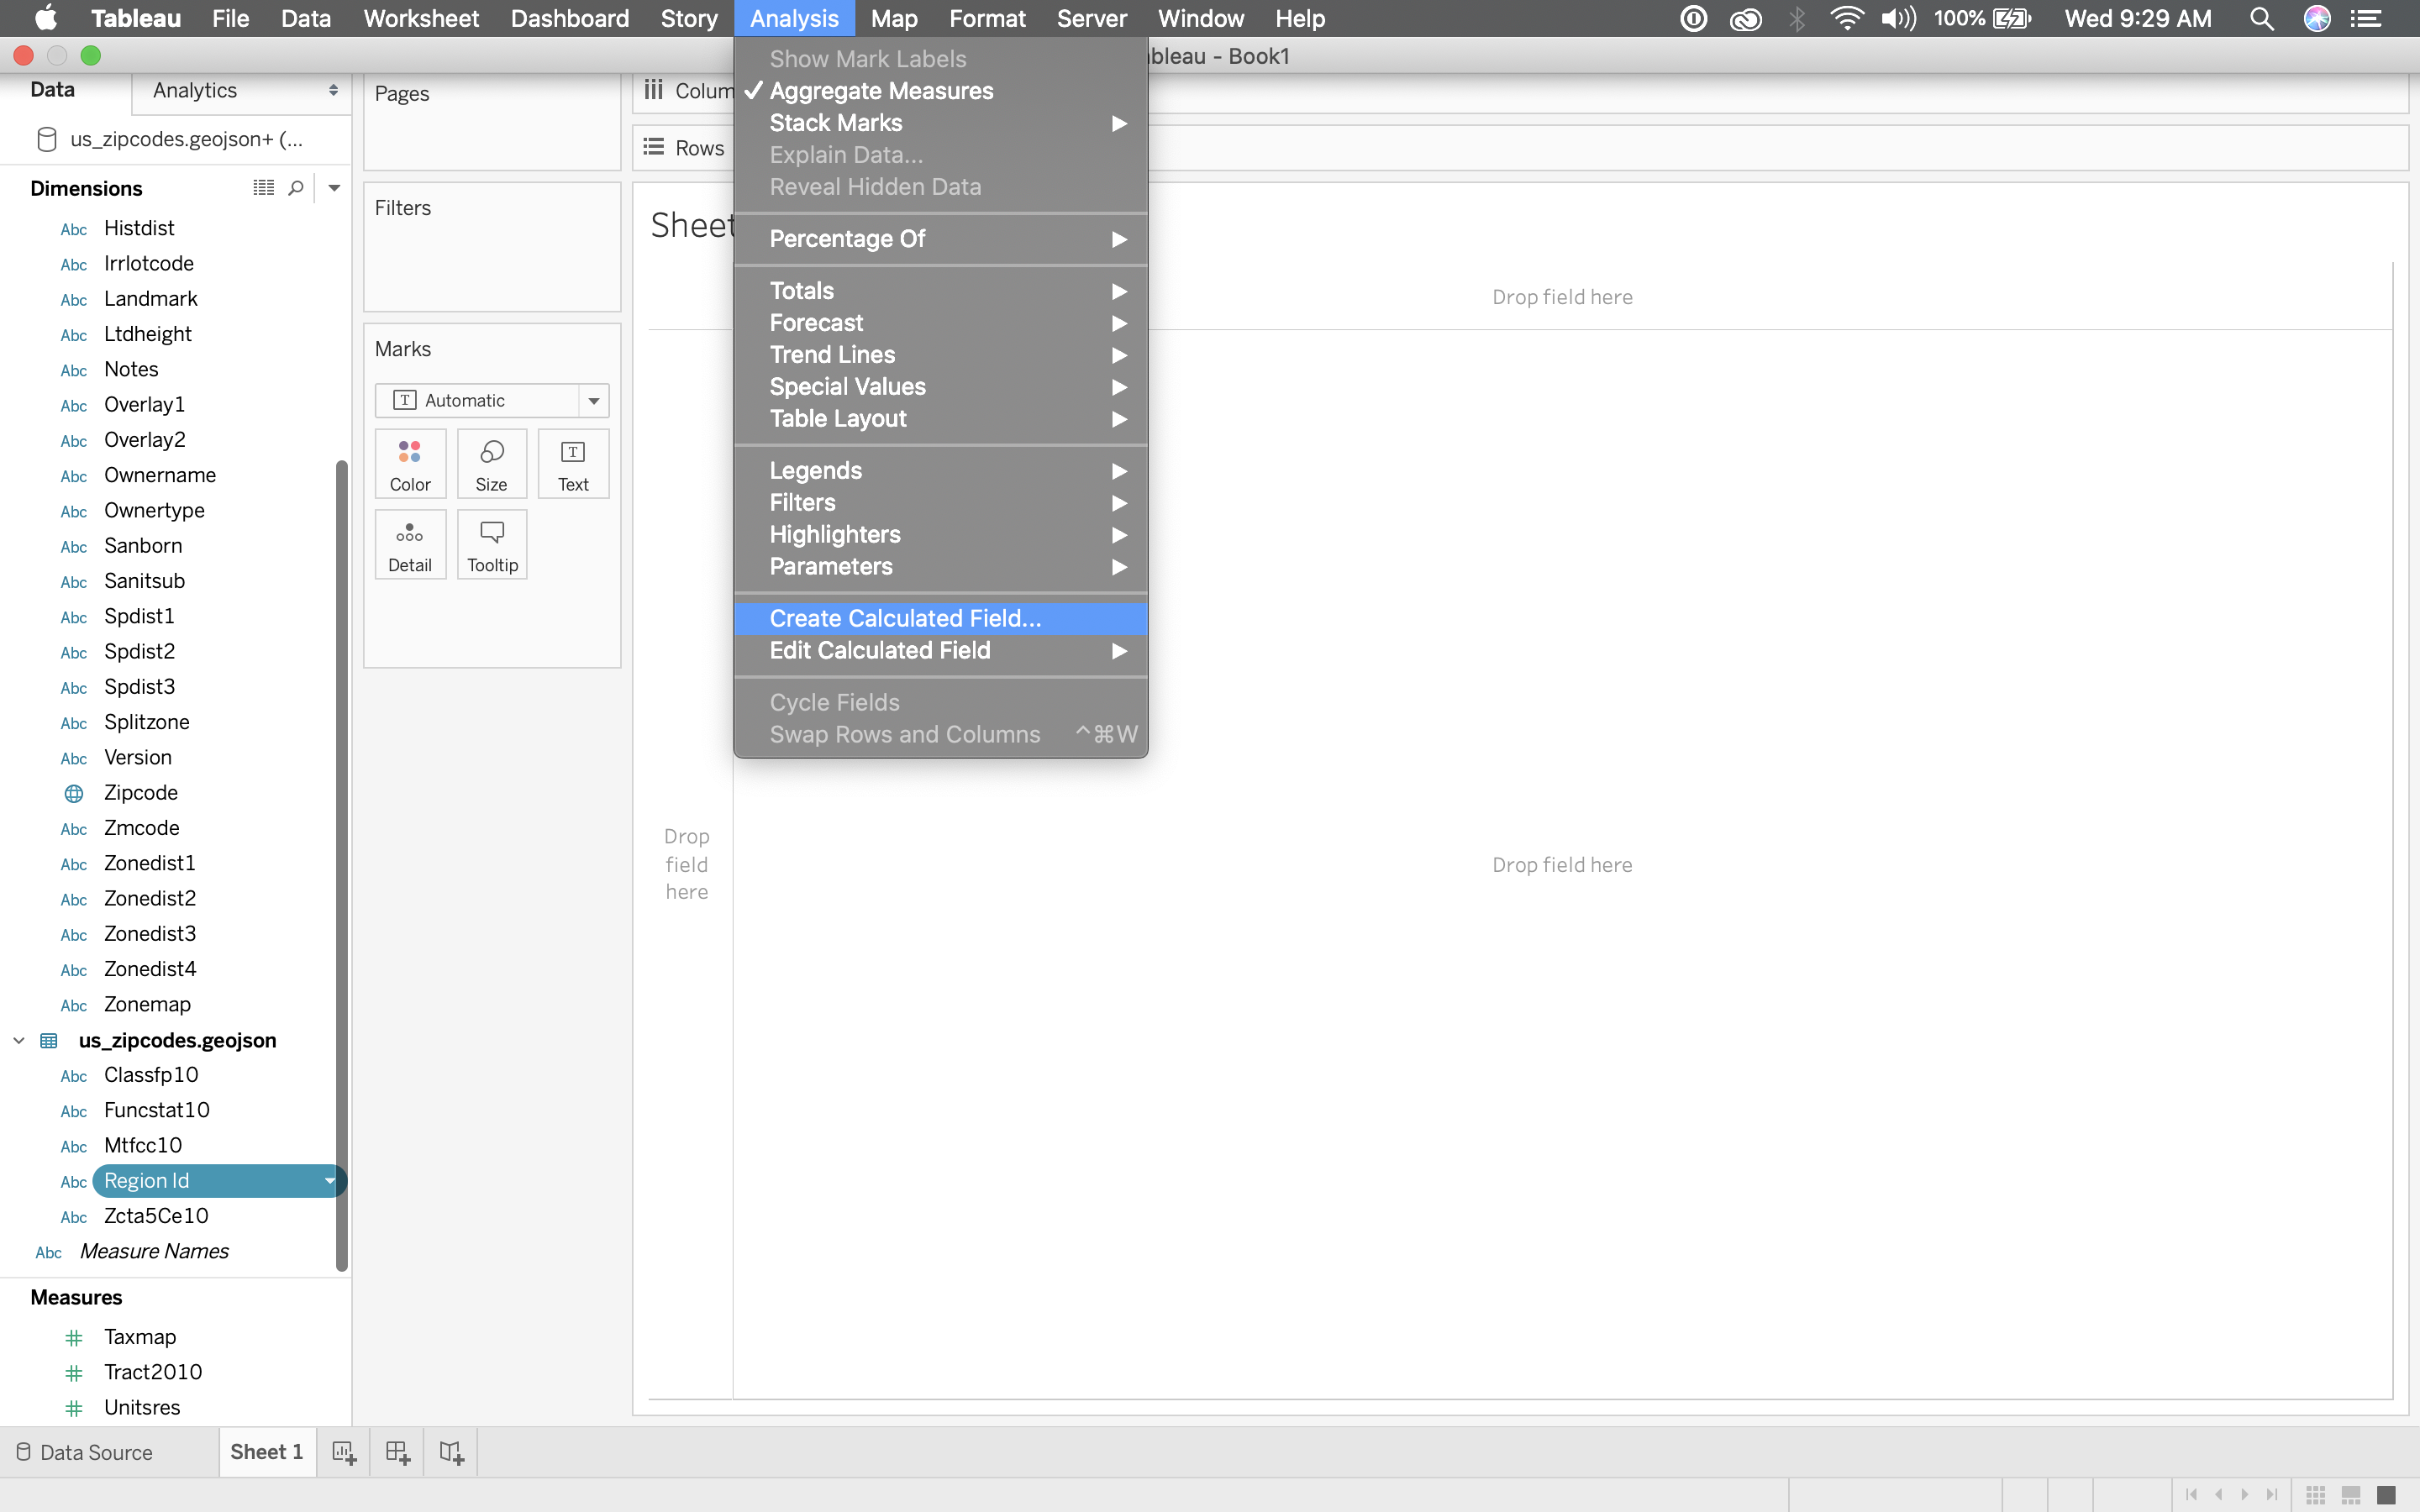 Tableau File Data Worksheet Dashboard Story Analysis Map Format Server Window Help 100% Wed 9:29 AM
bleau - Book1
Data
Analytics
us_zipcodes.geojson+ (...
Dimensions
Abc Histdist
Abc Irrlotcode
Abc Landmark
Abc Ltdheight
Abc Notes
Abc Overlay1
Abc Overlay2
Abc Ownername
Abc Ownertype
Abc Sanborn
Abc Sanitsub
Abc Spdist1
Abc Spdist2
Abc Spdist3
Abc Splitzone
Abc Version
Zipcode
Abc Zmcode
Abc Zonedist1
Abc Zonedist2
Abc Zonedist3
Abc Zonedist4
Abc Zonemap
us_zipcodes.geojson
Abc Classfp10
Abc Funcstat10
Abc Mtfcc10
Abc Region Id
Abc Zcta5Ce10
Abc Measure Names
Measures
# Taxmap
# Tract2010
# Unitsres
Pages
Filters
Marks
T Automatic
Color
Size
T
Text
Detail
Tooltip
Colum
Rows
Sheet
Show Mark Labels
✓ Aggregate Measures
Stack Marks
Explain Data...
Reveal Hidden Data
Percentage Of
Totals
Forecast
Trend Lines
Special Values
Table Layout
Legends
Filters
Highlighters
Parameters
Create Calculated Field...
Edit Calculated Field
Cycle Fields
Swap Rows and Columns ^⌘W
Drop field here
Drop
field
here
Drop field here
Data Source
Sheet 1